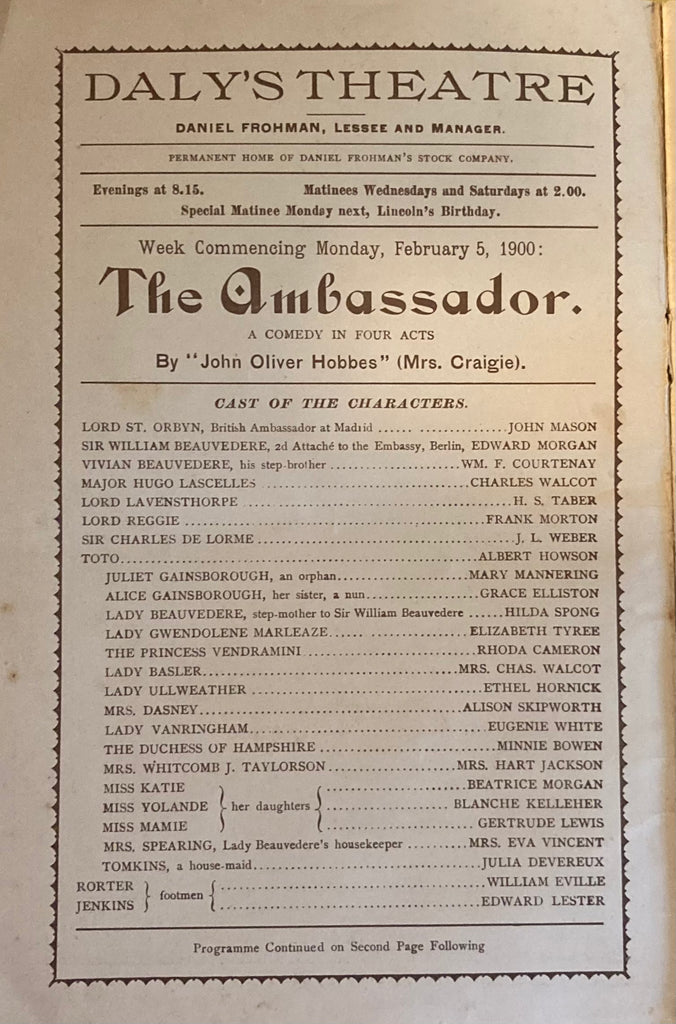 DALY'S THEATRE
DANIEL FROHMAN, LESSEE AND MANAGER.
PERMANENT HOME OF DANIEL FROHMAN'S STOCK COMPANY.
Evenings at 8.15. Matinees Wednesdays and Saturdays at 2.00.
Special Matinee Monday next, Lincoln's Birthday.
Week Commencing Monday, February 5, 1900:
The Ambassador.
A COMEDY IN FOUR ACTS
By "John Oliver Hobbes" (Mrs. Craigie).
CAST OF THE CHARACTERS.
LORD ST. ORBYN, British Ambassador at Madrid ...... ..............JOHN MASON
SIR WILLIAM BEAUVEDERE, 2d Attaché to the Embassy, Berlin, EDWARD MORGAN
VIVIAN BEAUVEDERE, his step-brother ......................WM. F. COURTENAY
MAJOR HUGO LASCELLES ....................................CHARLES WALCOT
LORD LAVENSTHORPE ..........................................H. S. TABER
LORD REGGIE ..................................................FRANK MORTON
SIR CHARLES DE LORME ..........................................J. L. WEBER
TOTO............................................................ALBERT HOWSON
JULIET GAINSBOROUGH, an orphan......................MARY MANNERING
ALICE GAINSBOROUGH, her sister, a nun...................GRACE ELLISTON
LADY BEAUVEDERE, step-mother to Sir William Beauvedere ......HILDA SPONG
LADY GWENDOLENE MARLEAZE...... ................ELIZABETH TYREE
THE PRINCESS VENDRAMINI ............................RHODA CAMERON
LADY BASLER...........................................MRS. CHAS. WALCOT
LADY ULLWEATHER ......................................ETHEL HORNICK
MRS. DASNEY............................................ALISON SKIPWORTH
LADY VANRINGHAM.......................................EUGENIE WHITE
THE DUCHESS OF HAMPSHIRE .............................MINNIE BOWEN
MRS. WHITCOMB J. TAYLORSON.....................MRS. HART JACKSON
MISS KATIE ........................BEATRICE MORGAN
MISS YOLANDE } her daughters { .................... BLANCHE KELLEHER
MISS MAMIE ........................ GERTRUDE LEWIS
MRS. SPEARING, Lady Beauvedere's housekeeper ..........MRS. EVA VINCENT
TOMKINS, a house-maid......................................JULIA DEVEREUX
RORTER ............................................WILLIAM EVILLE
} footmen {
JENKINS ............................................EDWARD LESTER
Programme Continued on Second Page Following